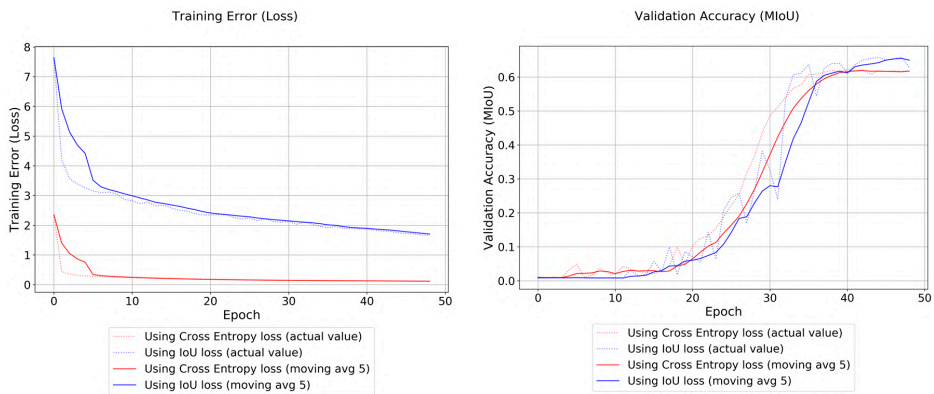 Training Error (Loss)
Training Error (Loss)
8
7
6
5
4
3
2
1
0
0
10
20
30
40
50
Epoch
Using Cross Entropy loss (actual value)
Using IoU loss (actual value)
Using Cross Entropy loss (moving avg 5)
Using IoU loss (moving avg 5)
Validation Accuracy (MIoU)
Validation Accuracy (MIoU)
0.6
0.5
0.4
0.3
0.2
0.1
0.0
0
10
20
30
40
50
Epoch
Using Cross Entropy loss (actual value)
Using IoU loss (actual value)
Using Cross Entropy loss (moving avg 5)
Using IoU loss (moving avg 5)